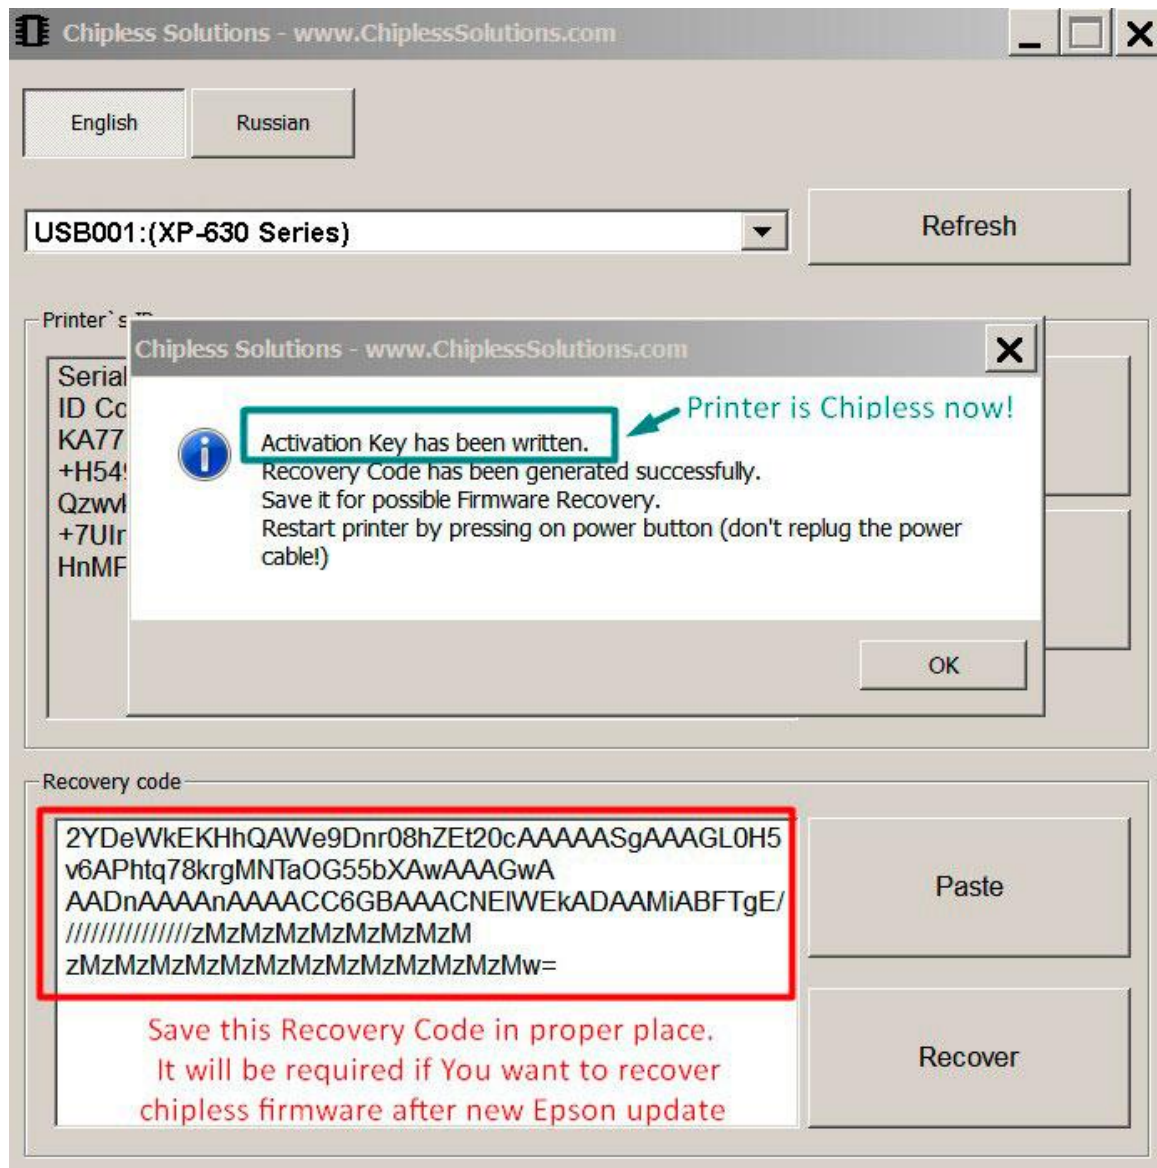 Chipless Solutions - www.ChiplessSolutions.com
English
Russian
USB001:(XP-630 Series)
Refresh
Printer`s
Chipless Solutions - www.ChiplessSolutions.com
Serial
ID Co
KA77
+H549
Qzwvl
+7UIr
HnMF
Printer is Chipless now!
Activation Key has been written.
Recovery Code has been generated successfully.
Save it for possible Firmware Recovery.
Restart printer by pressing on power button (don't replug the power
cable!)
OK
Recovery code
2YDeWkEKHhQAWe9Dnr08hZEt20cAAAAASgAAAGL0H5
v6APhtq78krgMNTaOG55bXAwAAAGwA
AADnAAAAnAAAACC6GBAAACNElWEkADAAMiABFTgE/
///////////////zMzMzMzMzMzMzMzM
zMzMzMzMzMzMzMzMzMzMzMzMzMzMw=
Save this Recovery Code in proper place.
It will be required if You want to recover
chipless firmware after new Epson update
Paste
Recover